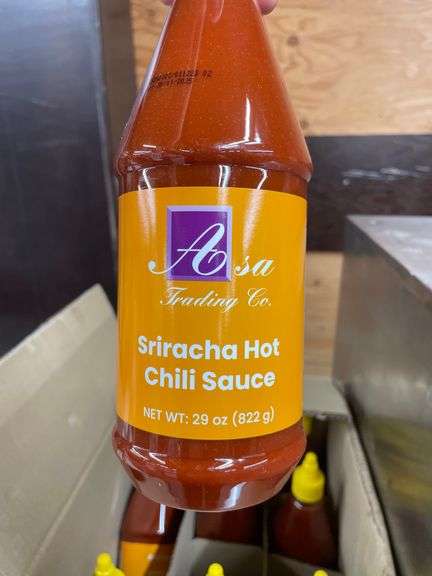 Asa
Trading Co.
Sriracha Hot
Chili Sauce
NET WT: 29 oz (822 g)